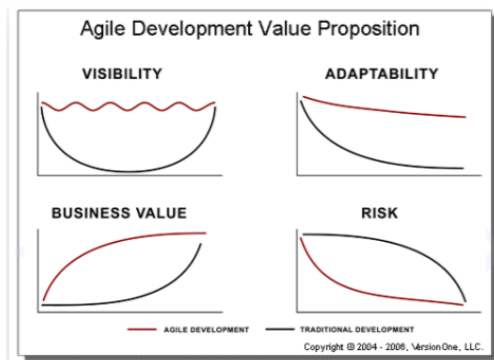 Agile Development Value Proposition
VISIBILITY
ADAPTABILITY
BUSINESS VALUE
RISK
AGILE DEVELOPMENT
TRADITIONAL DEVELOPMENT
Copyright © 2004 - 2006, VersionOne, LLC.